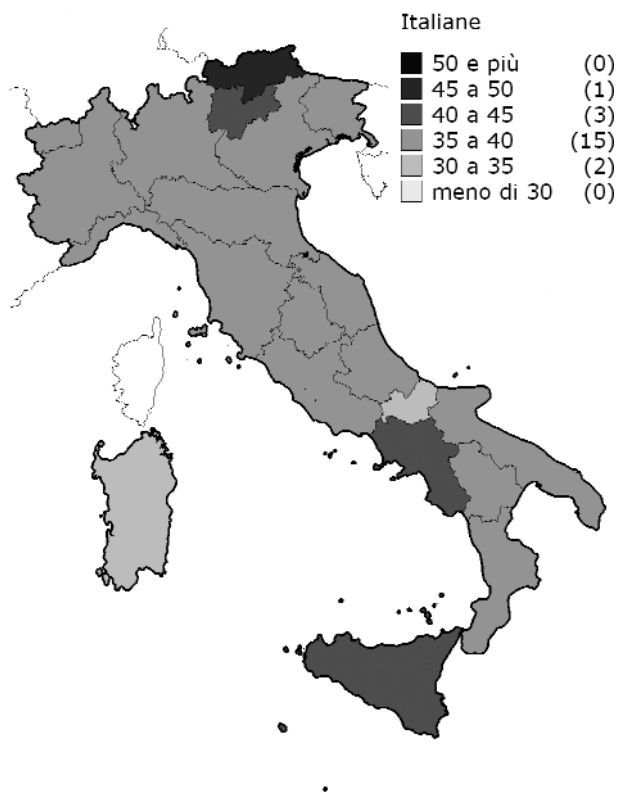 Italiane
50 e più (0)
45 a 50 (1)
40 a 45 (3)
35 a 40 (15)
30 a 35 (2)
meno di 30 (0)